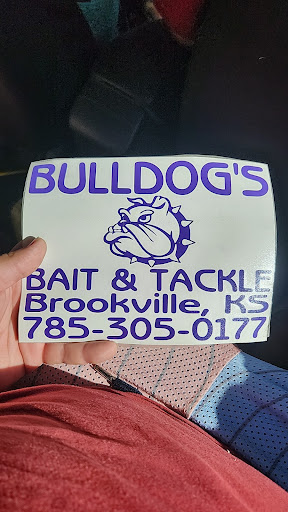 BULLDOG'S
BAIT & TACKLE
Brookville, KS
785-305-0177